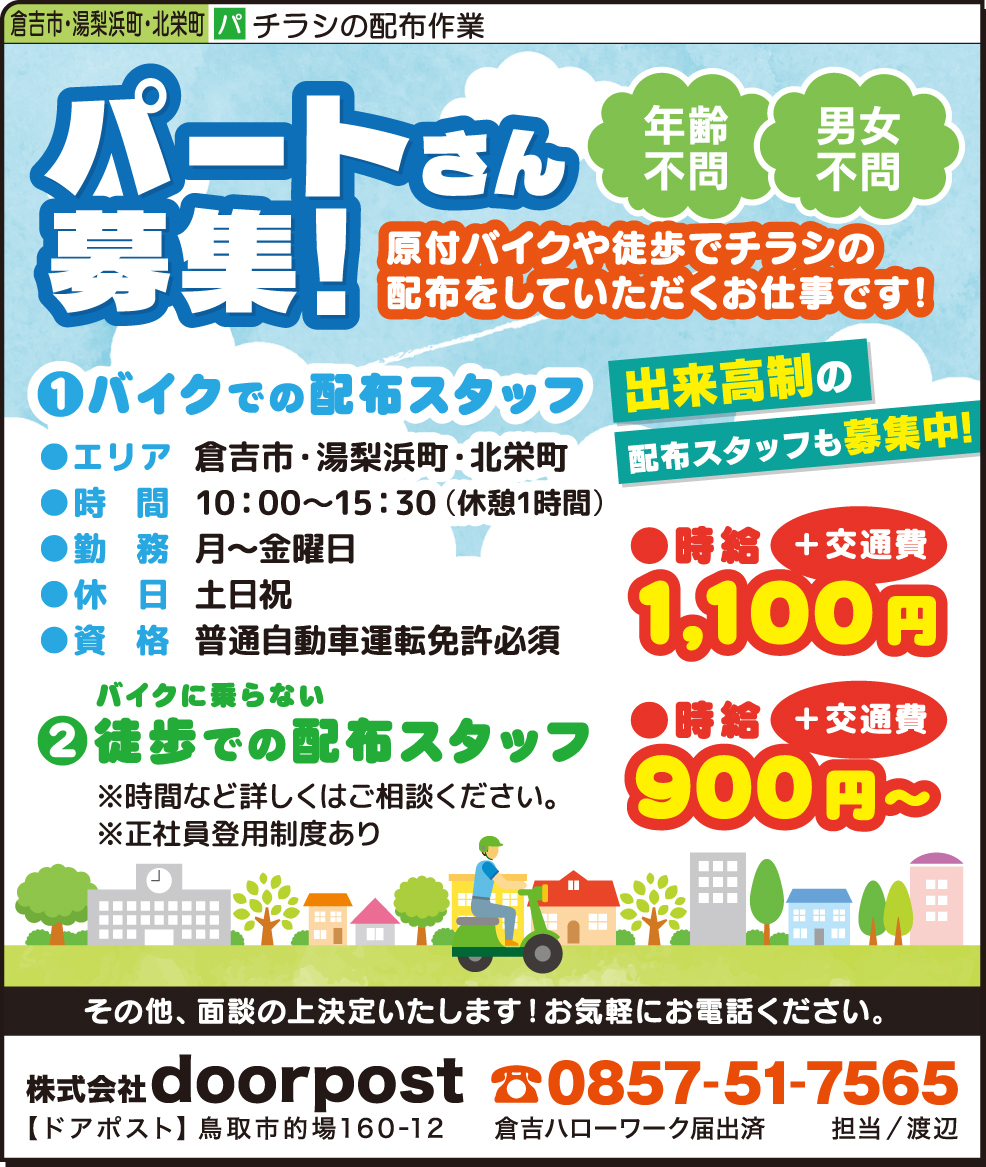 倉吉市・湯梨浜町・北栄町 パ チラシの配布作業
パートさん
募集!
年齢
不問
男女
不問
原付バイクや徒歩でチラシの
配布をしていただくお仕事です!
❶バイクでの配布スタッフ
出来高制の
配布スタッフも募集中!
●エリア 倉吉市・湯梨浜町・北栄町
●時間 10:00〜15:30(休憩1時間)
●勤務 月〜金曜日
●休日 土日祝
●資格 普通自動車運転免許必須
●時給 +交通費
1,100円
バイクに乗らない
❷徒歩での配布スタッフ
※時間など詳しくはご相談ください。
※正社員登用制度あり
●時給 +交通費
900円〜
その他、面談の上決定いたします!お気軽にお電話ください。
株式会社doorpost ☎0857-51-7565
【ドアポスト】鳥取市的場160-12 倉吉ハローワーク届出済 担当/渡辺